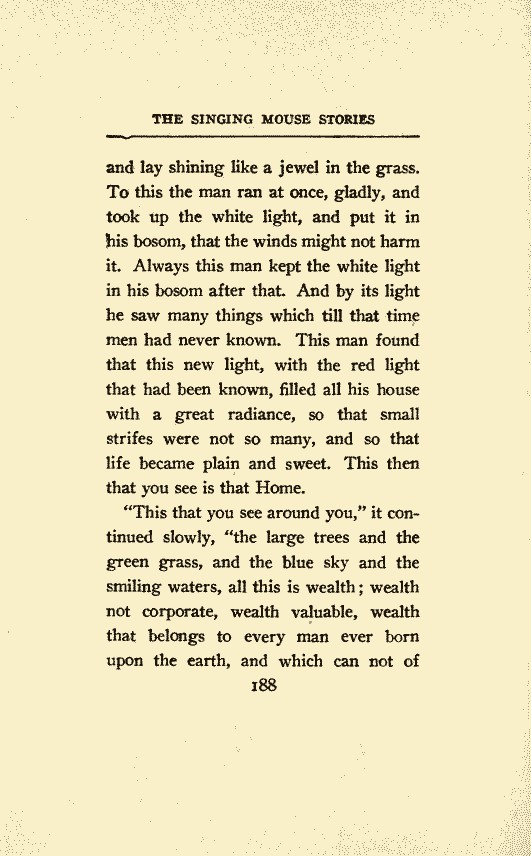 THE SINGING MOUSE STORIES
and lay shining like a jewel in the grass.
To this the man ran at once, gladly, and
took up the white light, and put it in
his bosom, that the winds might not harm
it. Always this man kept the white light
in his bosom after that. And by its light
he saw many things which till that time
men had never known. This man found
that this new light, with the red light
that had been known, filled all his house
with a great radiance, so that small
strifes were not so many, and so that
life became plain and sweet. This then
that you see is that Home.
“This that you see around you,” it con-
tinued slowly, “the large trees and the
green grass, and the blue sky and the
smiling waters, all this is wealth; wealth
not corporate, wealth valuable, wealth
that belongs to every man ever born
upon the earth, and which can not of
188